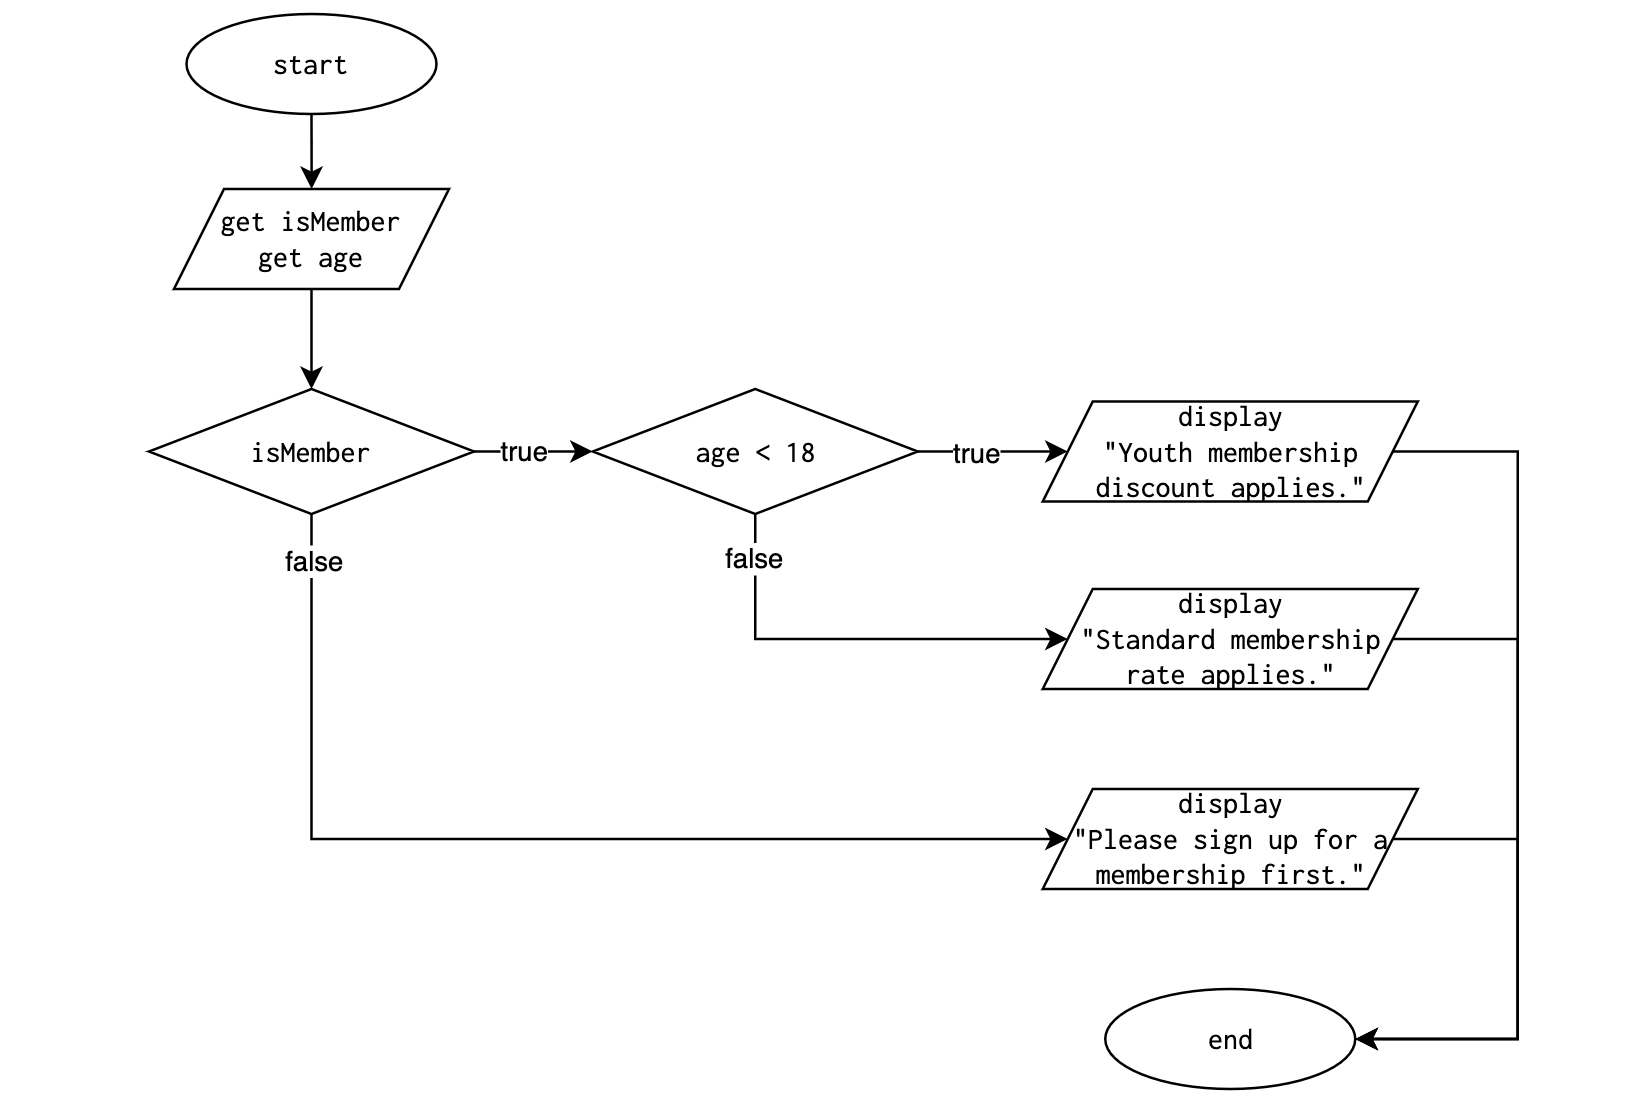 start
get isMember
get age
isMember
true
age < 18
true
display
"Youth membership
discount applies."
false
false
display
"Standard membership
rate applies."
display
"Please sign up for a
membership first."
end